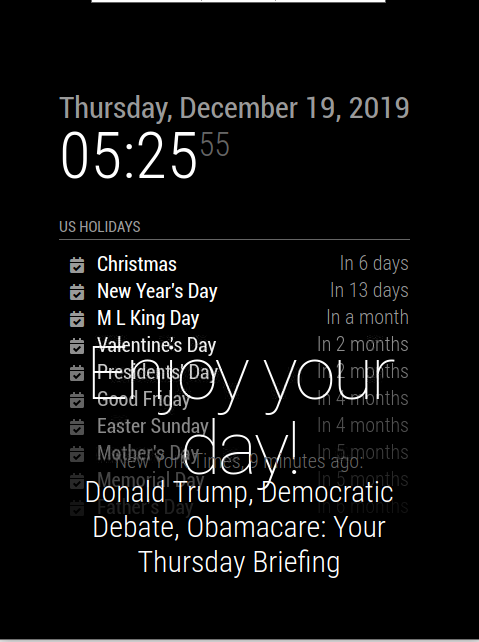 Thursday, December 19, 2019
05:25 55
US HOLIDAYS
Christmas In 6 days
New Year's Day In 13 days
M L King Day In a month
Valentine's Day In 2 months
Presidents' Day In 2 months
Good Friday In 4 months
Easter Sunday In 4 months
Mother's Day In 5 months
Memorial Day In 5 months
Father's Day In 6 months
Enjoy your
day!
New York Times, 9 minutes ago:
Donald Trump, Democratic
Debate, Obamacare: Your
Thursday Briefing